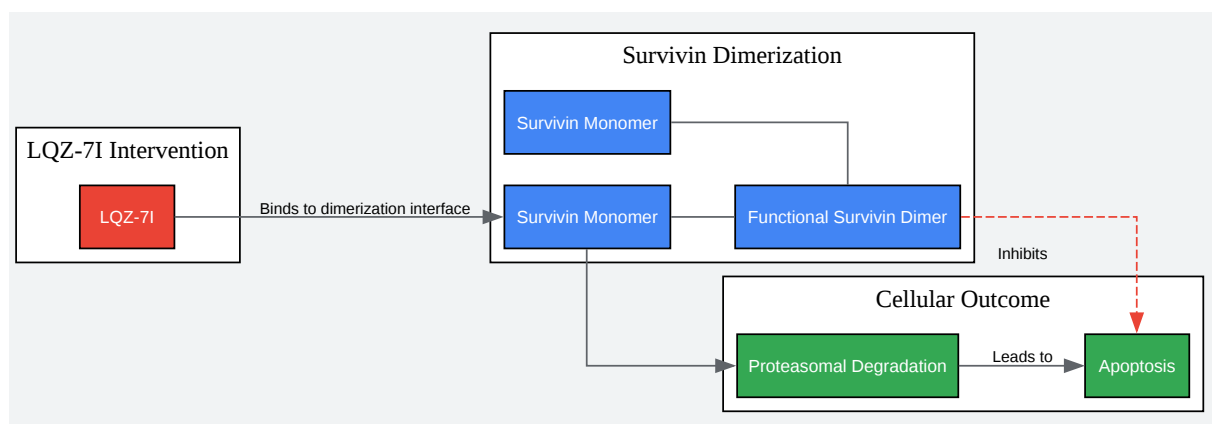 Survivin Dimerization
Survivin Monomer
LQZ-7I Intervention
LQZ-7I
Binds to dimerization interface
Survivin Monomer
Functional Survivin Dimer
Inhibits
Cellular Outcome
Proteasomal Degradation
Leads to
Apoptosis